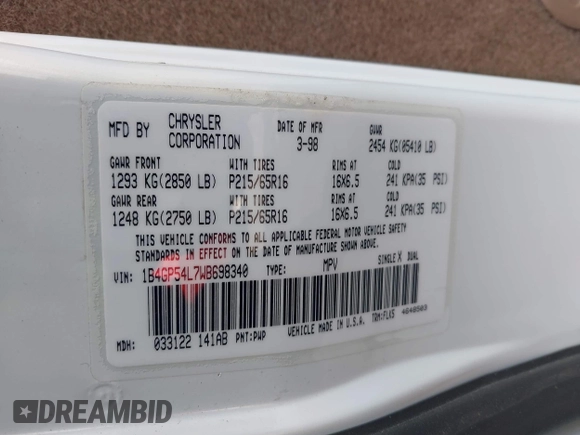 MFD BY CHRYSLER CORPORATION DATE OF MFR 3-98 GVWR 2454 KG(05410 LB)
GAWR FRONT WITH TIRES RIMS AT COLD
1293 KG(2850 LB) P215/65R16 16X6.5 241 KPA(35 PSI)
GAWR REAR WITH TIRES RIMS AT COLD
1248 KG(2750 LB) P215/65R16 16X6.5 241 KPA(35 PSI)
THIS VEHICLE CONFORMS TO ALL APPLICABLE FEDERAL MOTOR VEHICLE SAFETY
STANDARDS IN EFFECT ON THE DATE OF MANUFACTURE SHOWN ABOVE.
VIN: 1B4GP54L7WB698340 TYPE: MPV SINGLE X DUAL
MDH: 033122 141AB PNT:PWP VEHICLE MADE IN U.S.A. TRM:FLK5 4648503
DREAMBID